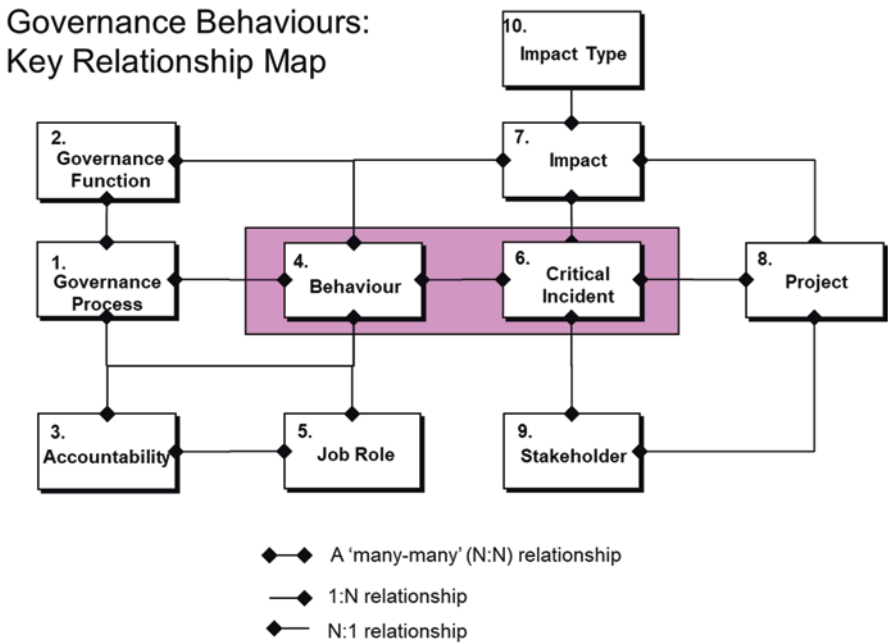 Governance Behaviours:
Key Relationship Map
10.
Impact Type
2.
Governance
Function
7.
Impact
1.
Governance
Process
4.
Behaviour
6.
Critical
Incident
8.
Project
3.
Accountability
5.
Job Role
9.
Stakeholder
A ‘many-many’ (N:N) relationship
1:N relationship
N:1 relationship